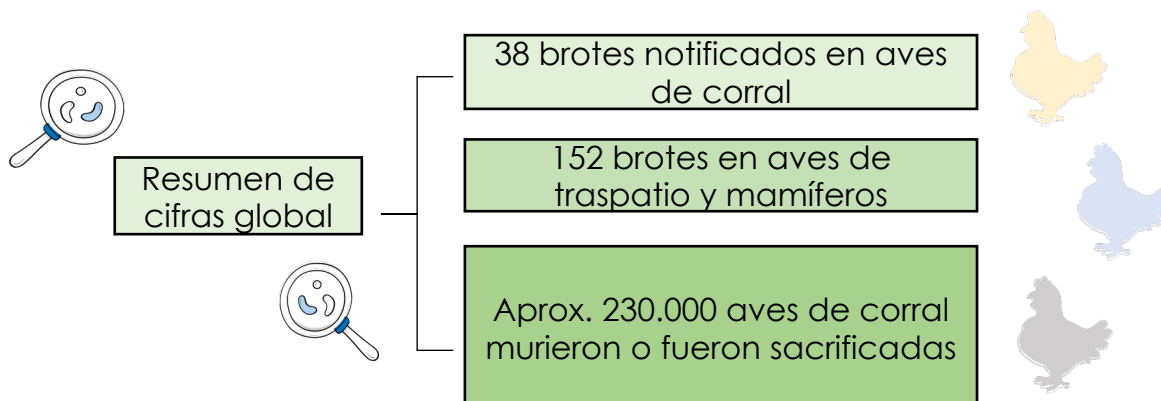 38 brotes notificados en aves
de corral
152 brotes en aves de
traspatio y mamíferos
Resumen de
cifras global
Aprox. 230.000 aves de corral
murieron o fueron sacrificadas